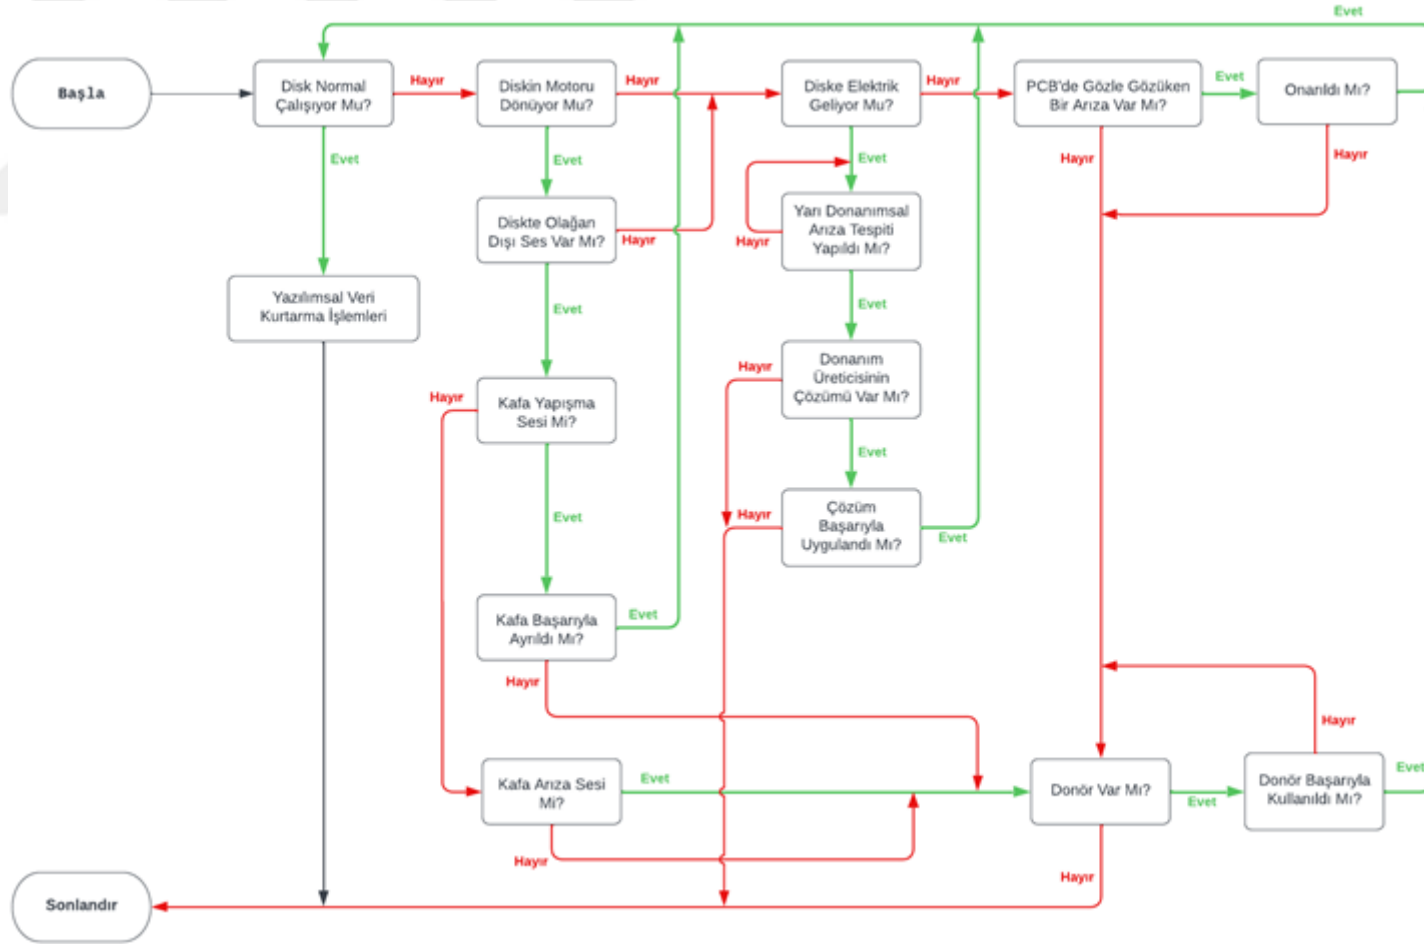 Evet
Başla
Disk Normal
Çalışıyor Mu?
Hayır
Diskin Motoru
Dönüyor Mu?
Hayır
Diske Elektrik
Geliyor Mu?
Hayır
PCB'de Gözle Gözüken
Bir Arıza Var Mı?
Evet
Onarıldı Mı?
Evet
Evet
Evet
Hayır
Hayır
Diskte Olağan
Dışı Ses Var Mı?
Hayır
Yarı Donanımsal
Arıza Tespiti
Yapıldı Mı?
Hayır
Yazılımsal Veri
Kurtarma İşlemleri
Evet
Evet
Donanım
Üreticisinin
Çözümü Var Mı?
Hayır
Kafa Yapışma
Sesi Mi?
Hayır
Evet
Evet
Çözüm
Başarıyla
Uygulandı Mı?
Hayır
Evet
Kafa Başarıyla
Ayrıldı Mı?
Evet
Hayır
Hayır
Kafa Arıza Sesi
Mi?
Evet
Donör Var Mı?
Evet
Donör Başarıyla
Kullanıldı Mı?
Evet
Hayır
Hayır
Sonlandır